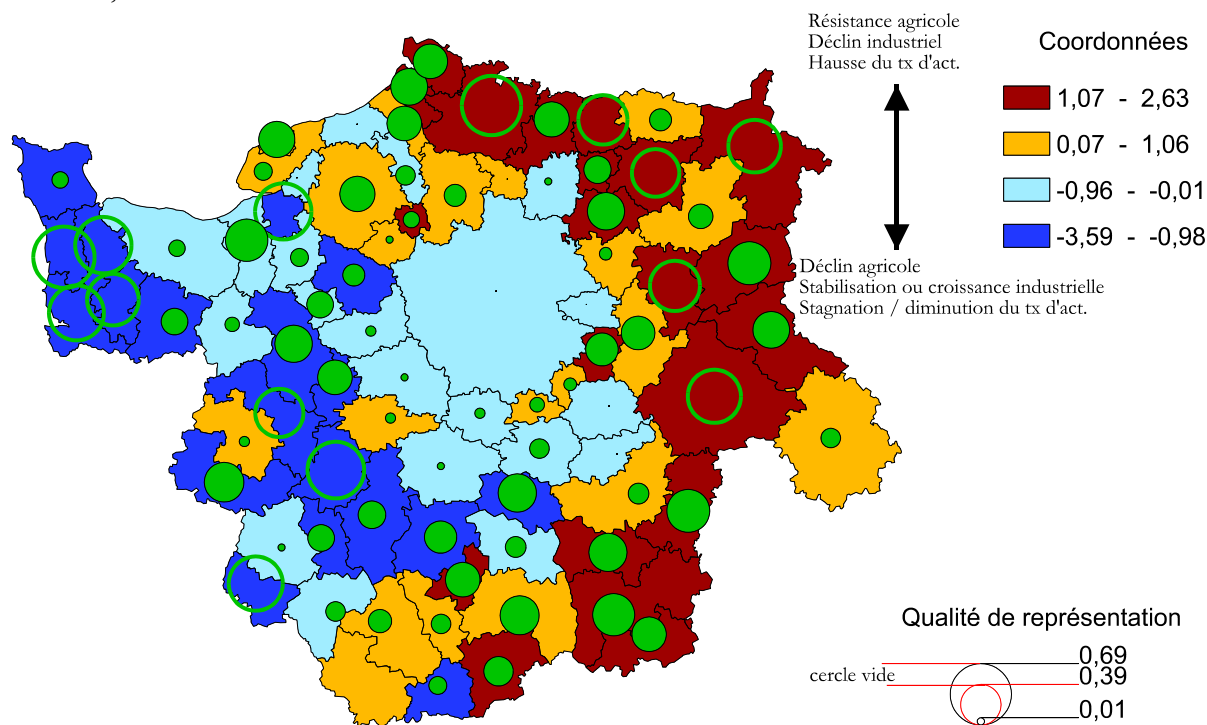 Résistance agricole
Déclin industriel
Hausse du tx d'act.
Coordonnées
1,07 - 2,63
0,07 - 1,06
-0,96 - -0,01
-3,59 - -0,98
Déclin agricole
Stabilisation ou croissance industrielle
Stagnation / diminution du tx d'act.
Qualité de représentation
0,69
0,39
cercle vide
0,01